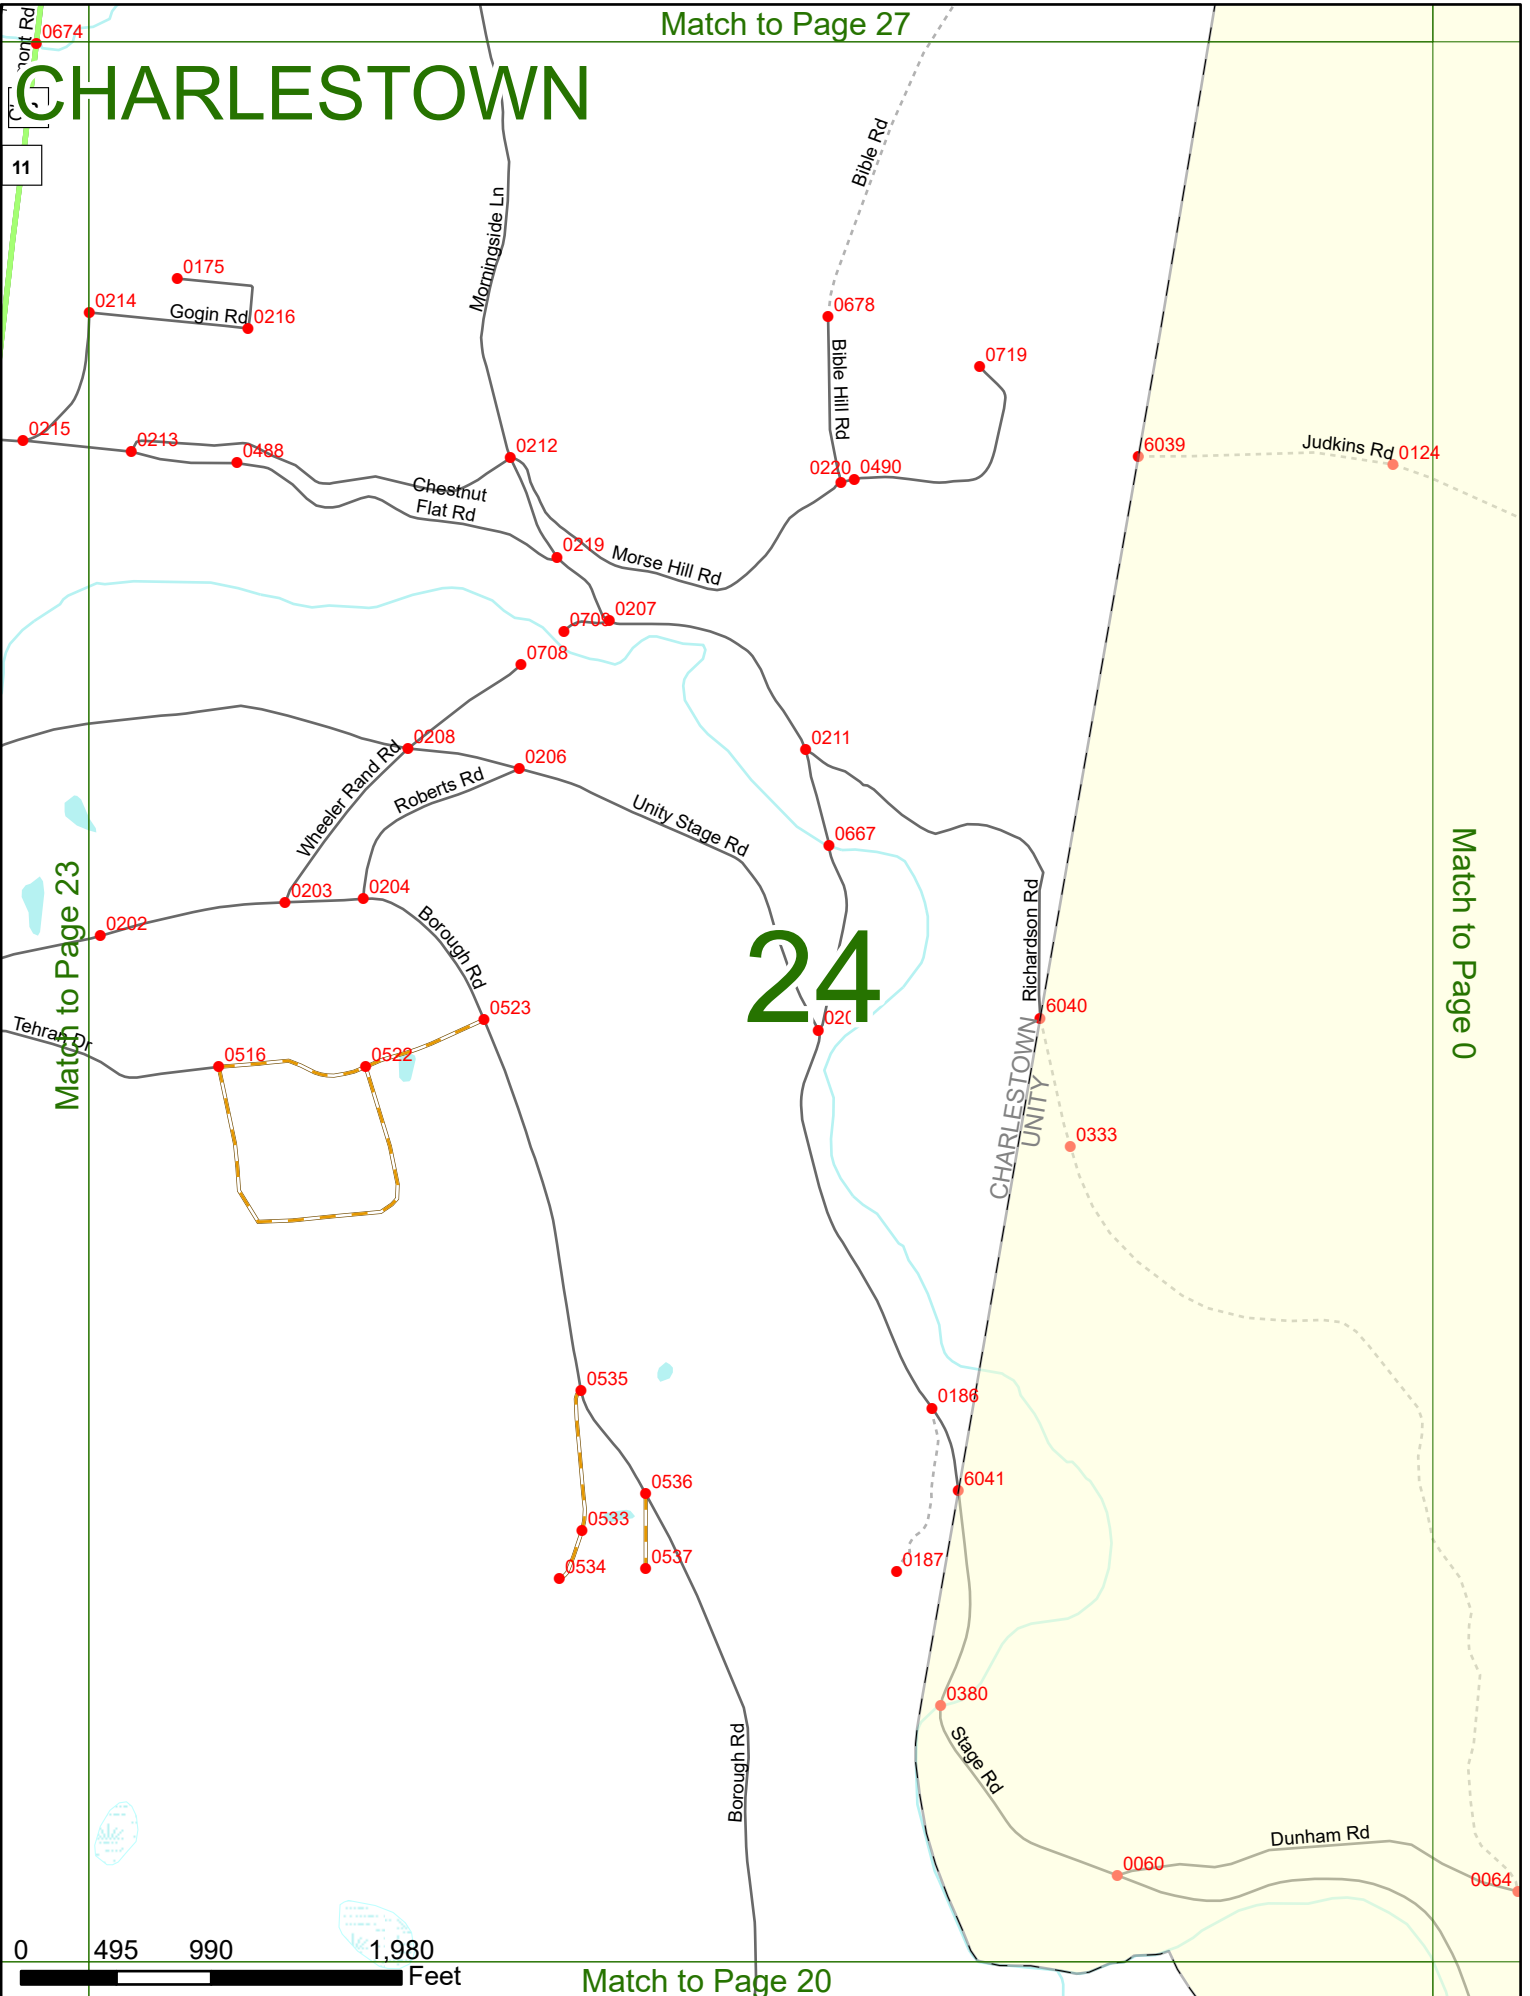 Match to Page 27
0674
CHARLESTOWN
11
Bible Rd
Morningside Ln
0175
0214
Gogin Rd
0216
0678
Bible Hill Rd
0719
0215
0213
0488
0212
0220
0490
6039
Judkins Rd
0124
Chestnut
Flat Rd
0219
Morse Hill Rd
0207
0708
0208
0206
0211
Wheeler Rand Rd
Roberts Rd
Unity Stage Rd
0667
Match to Page 23
Match to Page 0
0203
0204
0202
Borough Rd
Richardson Rd
24
0523
6040
Tehran Dr
0516
0522
CHARLESTOWN
UNITY
0333
0535
0186
0536
6041
0533
0534
0537
0187
0380
Stage Rd
Borough Rd
Dunham Rd
0060
0064
0 495 990 1,980
Feet
Match to Page 20